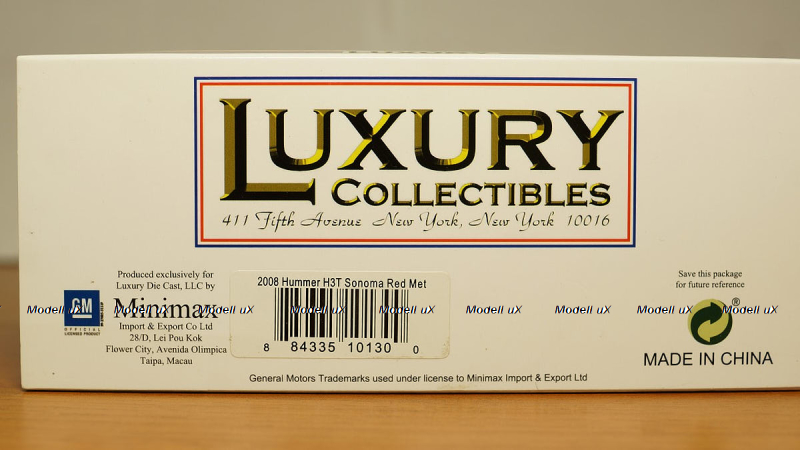 LUXURY
COLLECTIBLES
411 Fifth Avenue New York, New York 10016
Produced exclusively for
Luxury Die Cast, LLC by
Minimax
Import & Export Co Ltd
28/D, Lei Pou Kok
Flower City, Avenida Olimpica
Taipa, Macau
GM
OFFICIAL
LICENSED PRODUCT
2008 Hummer H3T Sonoma Red Met
8 84335 10130 0
Save this package
for future reference
®
MADE IN CHINA
Modell uX Modell uX Modell uX Modell uX Modell uX Modell uX Modell uX Modell uX
General Motors Trademarks used under license to Minimax Import & Export Ltd